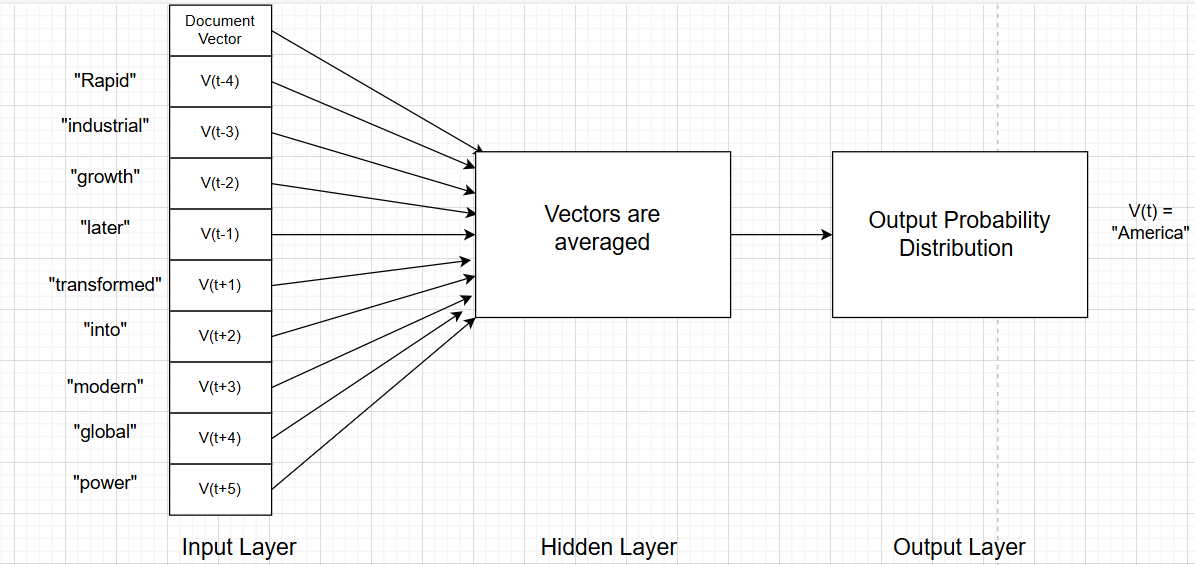 Document
Vector
"Rapid"
V(t-4)
"industrial"
V(t-3)
"growth"
V(t-2)
"later"
V(t-1)
"transformed"
V(t+1)
"into"
V(t+2)
"modern"
V(t+3)
"global"
V(t+4)
"power"
V(t+5)
Input Layer
Vectors are
averaged
Hidden Layer
Output Probability
Distribution
Output Layer
V(t) =
"America"